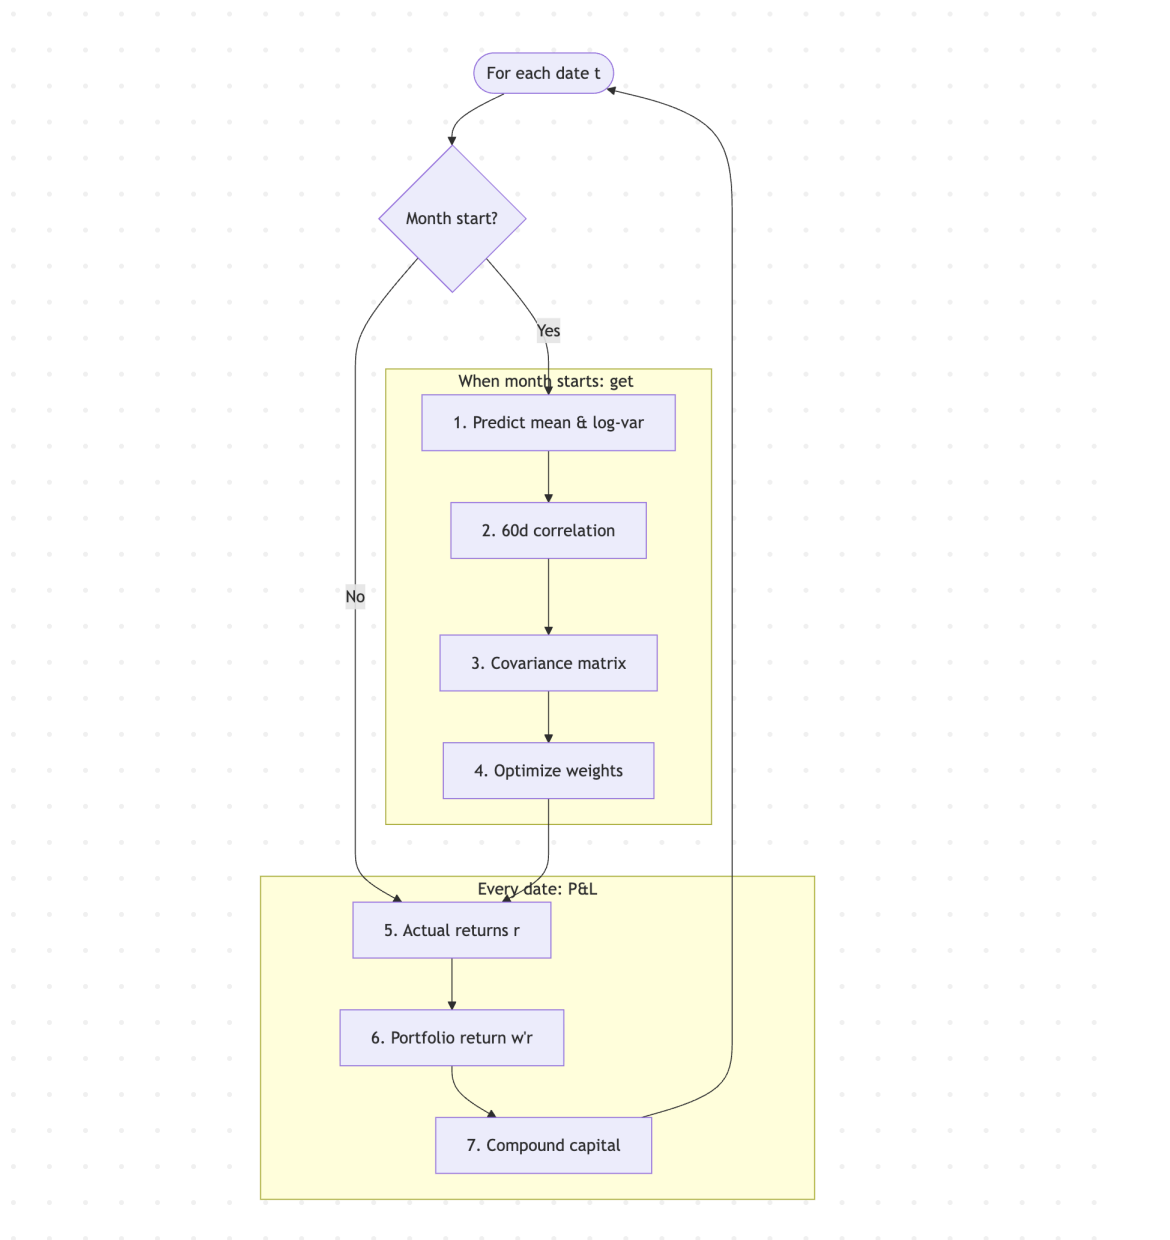 For each date t
Month start?
Yes
When month starts: get
1. Predict mean & log-var
2. 60d correlation
No
3. Covariance matrix
4. Optimize weights
Every date: P&L
5. Actual returns r
6. Portfolio return w'r
7. Compound capital